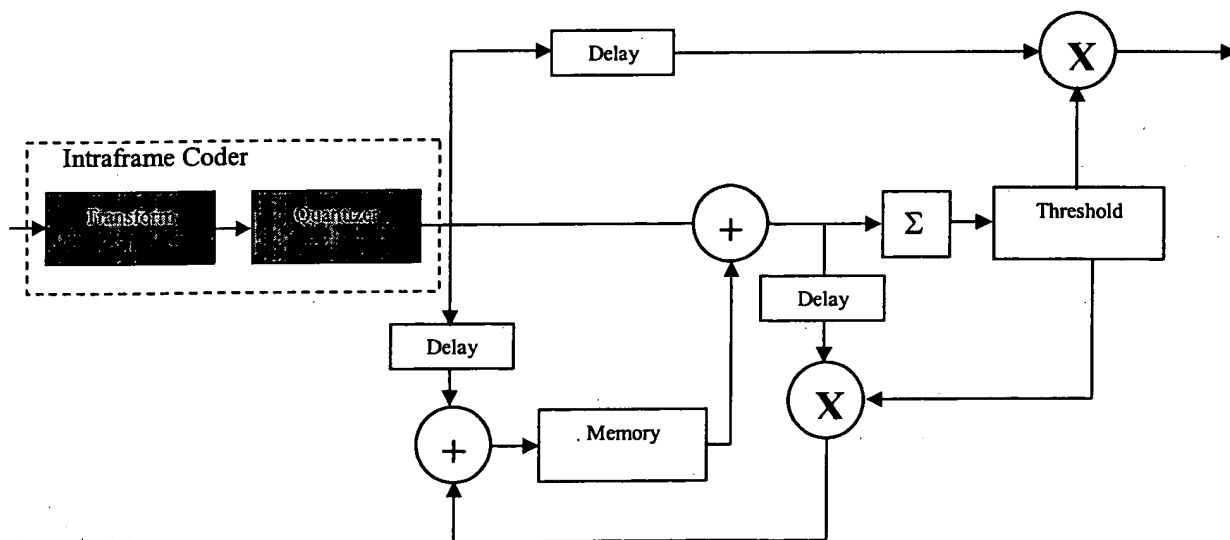 Delay
X
Intraframe Coder
Transform
Quantizer
+
Σ
Threshold
Delay
Delay
X
+
Memory